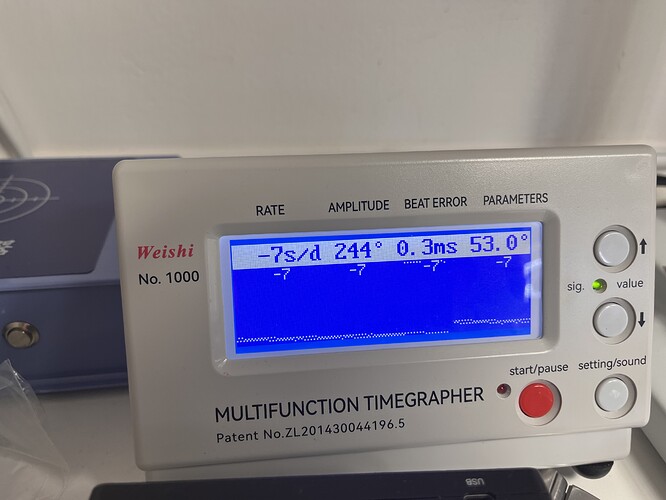 RATE AMPLITUDE BEAT ERROR PARAMETERS
Weishi
No. 1000
-7s/d 244° 0.3ms 53.0°
-7 -7 -7 -7
sig. value
start/pause setting/sound
MULTIFUNCTION TIMEGRAPHER
Patent No.ZL201430044196.5
USB